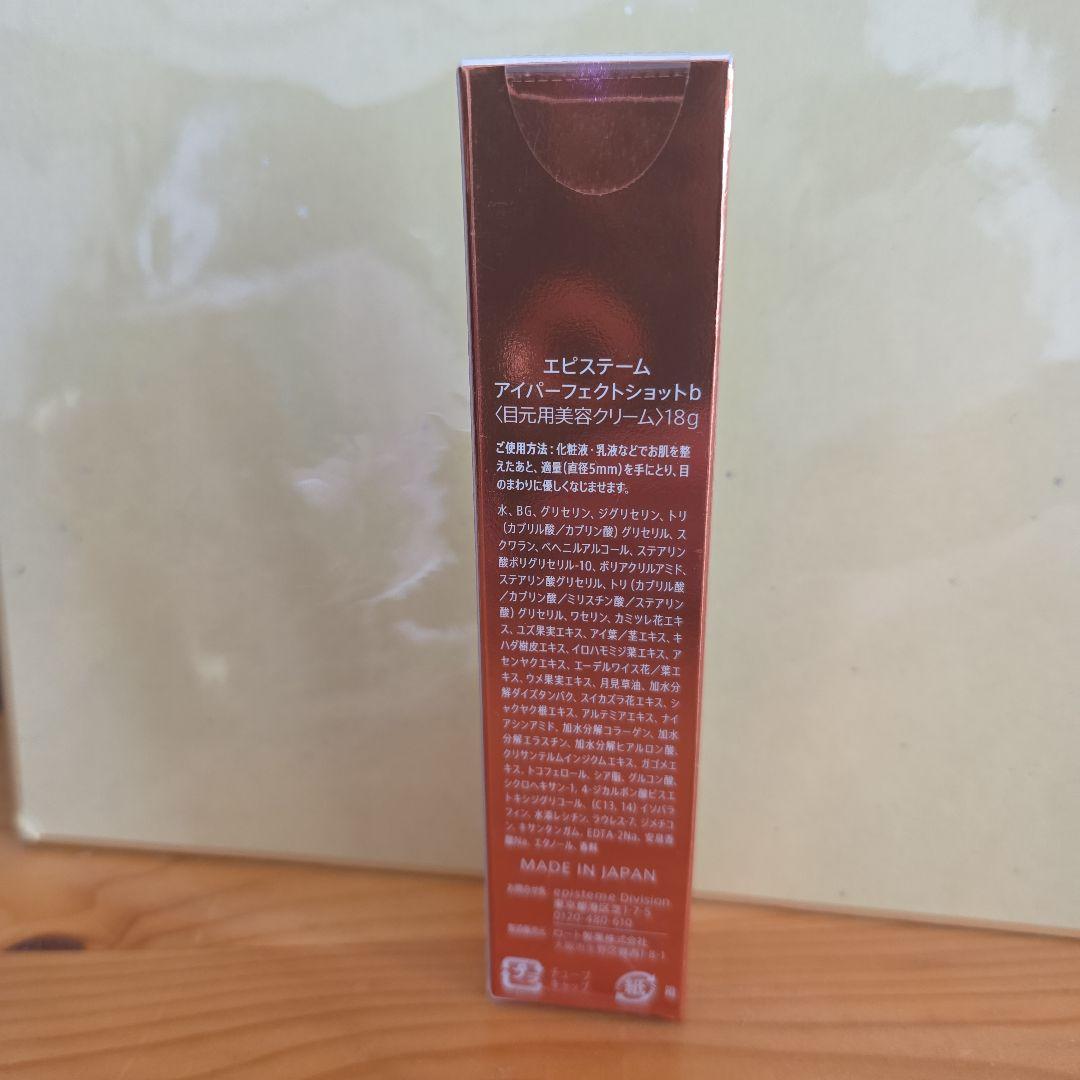 エピステーム
アイパーフェクトショットb
〈目元用美容クリーム〉18g
ご使用方法：化粧液・乳液などでお肌を整
えたあと、適量(直径5mm)を手にとり、目
のまわりに優しくなじませます。
水、BG、グリセリン、ジグリセリン、トリ
(カプリル酸／カプリン酸)グリセリル、ス
クワラン、ベヘニルアルコール、ステアリン
酸ポリグリセリル-10、ポリアクリルアミド、
ステアリン酸グリセリル、トリ(カプリル酸
／カプリン酸／ミリスチン酸／ステアリン
酸)グリセリル、ワセリン、カミツレ花エキ
ス、ユズ果実エキス、アイ葉／茎エキス、キ
ハダ樹皮エキス、イロハモミジ葉エキス、ア
センヤクエキス、エーデルワイス花／葉エ
キス、ウメ果実エキス、月見草油、加水分
解ダイズタンパク、スイカズラ花エキス、シ
ャクヤク根エキス、アルテミアエキス、ナイ
アシンアミド、加水分解コラーゲン、加水
分解エラスチン、加水分解ヒアルロン酸、
クリサンテルムインジクムエキス、ガゴメエ
キス、トコフェロール、シア脂、グルコン酸、
シクロヘキサン-1, 4-ジカルボン酸ビスエ
トキシジグリコール、(C13, 14)イソパラ
フィン、水添レシチン、ラウレス-7、ジメチコ
ン、キサンタンガム、EDTA-2Na、安息香
酸Na、エタノール、香料
MADE IN JAPAN
episteme Division
東京都港区芝1-7-5
0120-480-610
ロート製薬株式会社
プラ
チューブ
キャップ
紙
箱